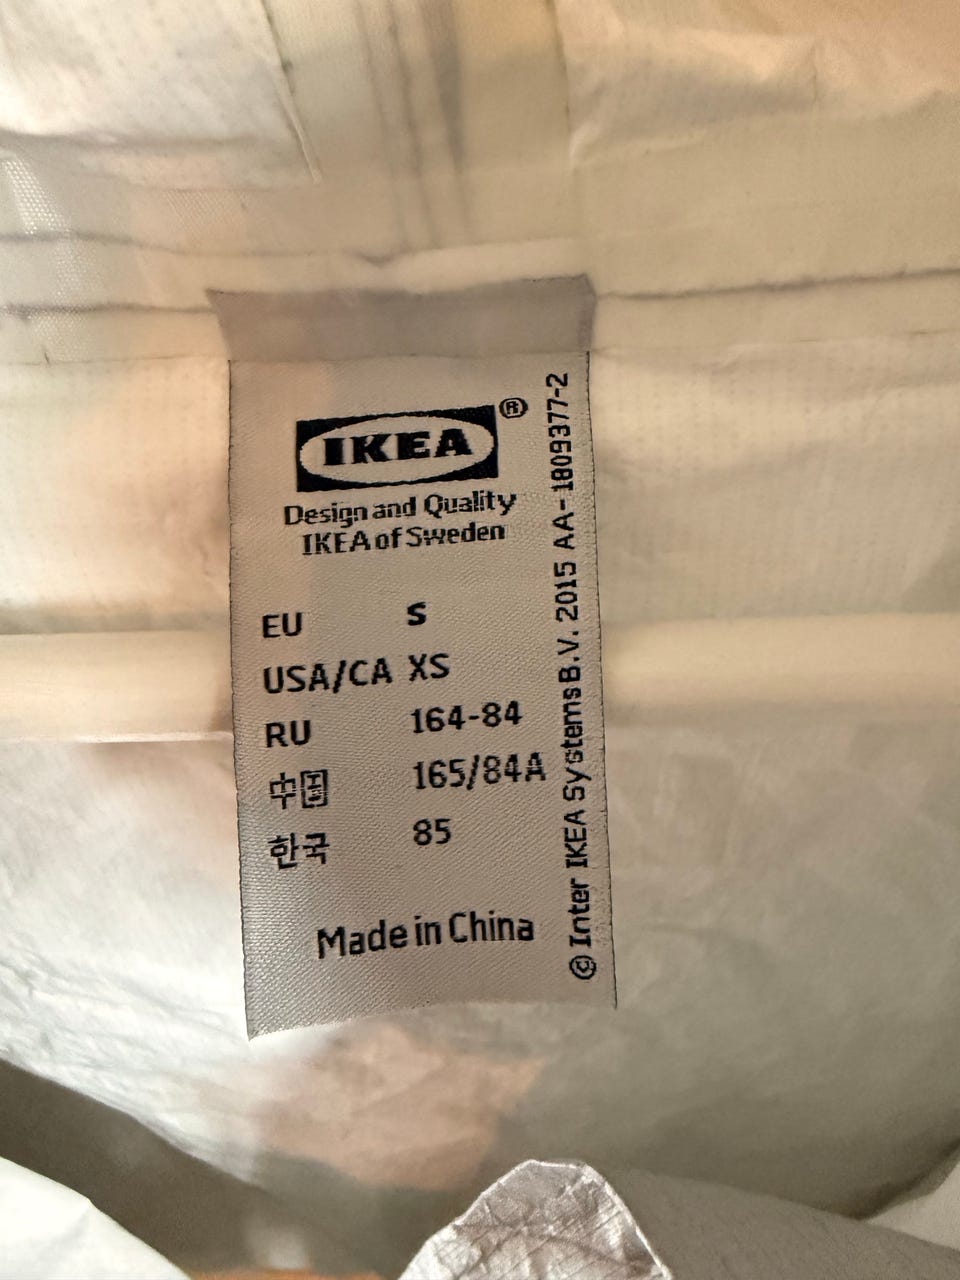 IKEA®
Design and Quality
IKEA of Sweden
EU S
USA/CA XS
RU 164-84
中国 165/84A
한국 85
Made in China
© Inter IKEA Systems B.V. 2015 AA-1809377-2